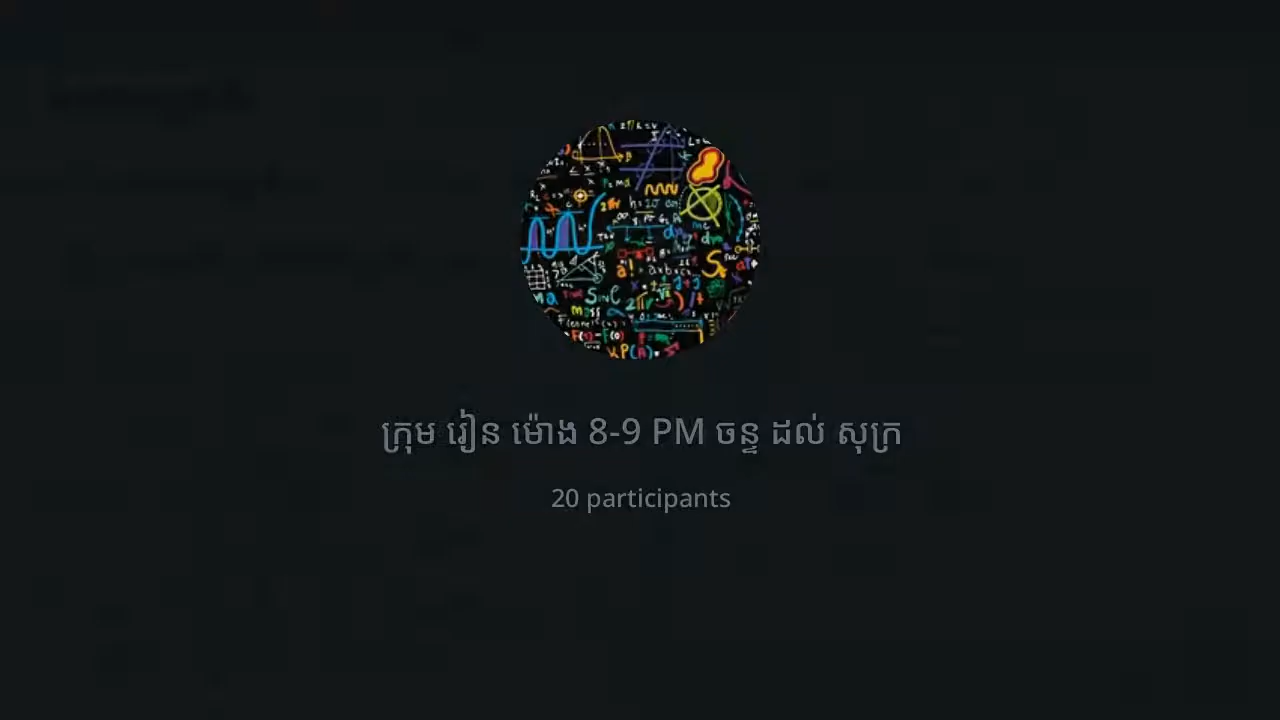 ក្រុម រៀន ម៉ោង 8-9 PM ចន្ទ ដល់ សុក្រ
20 participants